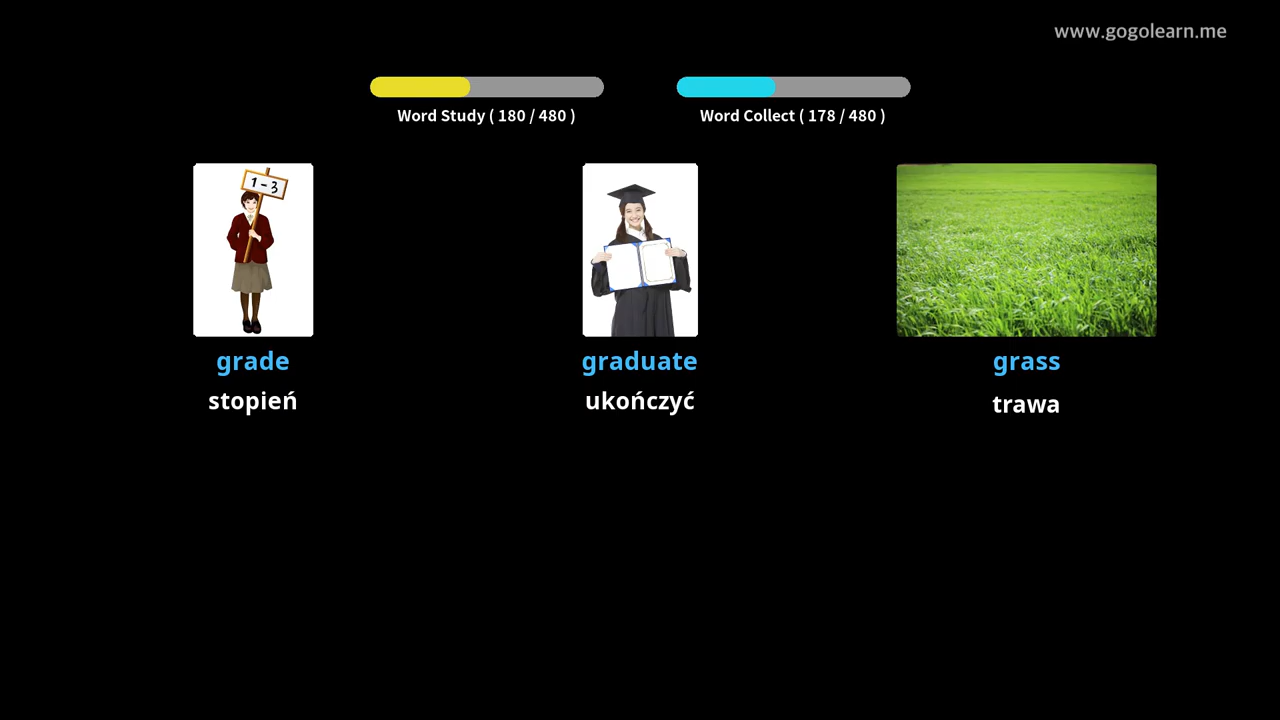 www.gogolearn.me
Word Study ( 180 / 480 )
Word Collect ( 178 / 480 )
1 - 3
grade
graduate
grass
stopień
ukończyć
trawa